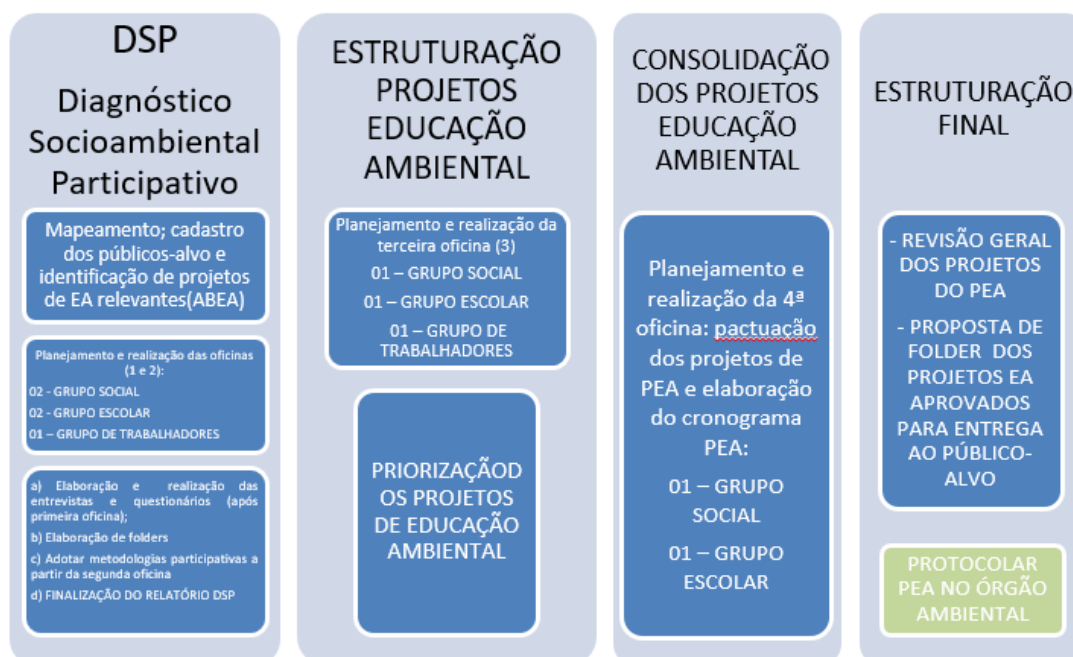 DSP
Diagnóstico
Socioambiental
Participativo
Mapeamento; cadastro
dos públicos-alvo e
identificação de projetos
de EA relevantes(ABEA)
Planejamento e realização das oficinas
(1 e 2):
02 - GRUPO SOCIAL
02 - GRUPO ESCOLAR
01 – GRUPO DE TRABALHADORES
a) Elaboração e realização das
entrevistas e questionários (após
primeira oficina);
b) Elaboração de folders
c) Adotar metodologias participativas a
partir da segunda oficina
d) FINALIZAÇÃO DO RELATÓRIO DSP
ESTRUTURAÇÃO
PROJETOS
EDUCAÇÃO
AMBIENTAL
Planejamento e realização da
terceira oficina (3)
01 – GRUPO SOCIAL
01 – GRUPO ESCOLAR
01 – GRUPO DE
TRABALHADORES
PRIORIZAÇÃOD
OS PROJETOS
DE EDUCAÇÃO
AMBIENTAL
CONSOLIDAÇÃO
DOS PROJETOS
EDUCAÇÃO
AMBIENTAL
Planejamento e
realização da 4ª
oficina: pactuação
dos projetos de
PEA e elaboração
do cronograma
PEA:
01 – GRUPO
SOCIAL
01 – GRUPO
ESCOLAR
ESTRUTURAÇÃO
FINAL
- REVISÃO GERAL
DOS PROJETOS
DO PEA
- PROPOSTA DE
FOLDER DOS
PROJETOS EA
APROVADOS
PARA ENTREGA
AO PÚBLICO-
ALVO
PROTOCOLAR
PEA NO ÓRGÃO
AMBIENTAL